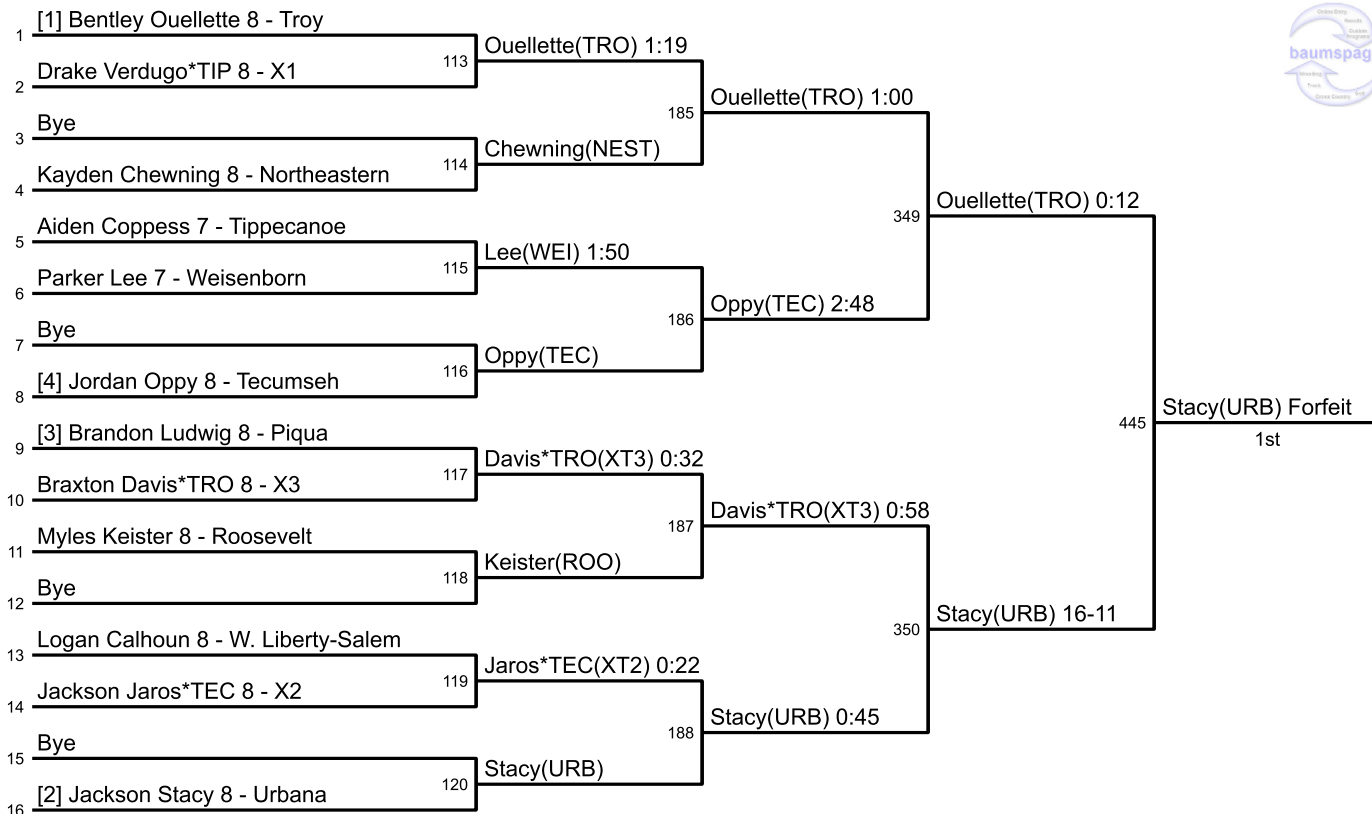 [1] Bentley Ouellette 8 - Troy
1
Drake Verdugo*TIP 8 - X1
2
Bye
3
Kayden Chewning 8 - Northeastern
4
Aiden Coppess 7 - Tippecanoe
5
Parker Lee 7 - Weisenborn
6
Bye
7
[4] Jordan Oppy 8 - Tecumseh
8
[3] Brandon Ludwig 8 - Piqua
9
Braxton Davis*TRO 8 - X3
10
Myles Keister 8 - Roosevelt
11
Bye
12
Logan Calhoun 8 - W. Liberty-Salem
13
Jackson Jaros*TEC 8 - X2
14
Bye
15
[2] Jackson Stacy 8 - Urbana
16
Ouellette(TRO) 1:19
113
Chewning(NEST)
114
Lee(WEI) 1:50
115
Oppy(TEC)
116
Davis*TRO(XT3) 0:32
117
Keister(ROO)
118
Jaros*TEC(XT2) 0:22
119
Stacy(URB)
120
Ouellette(TRO) 1:00
185
Oppy(TEC) 2:48
186
Davis*TRO(XT3) 0:58
187
Stacy(URB) 0:45
188
Ouellette(TRO) 0:12
349
Stacy(URB) 16-11
350
Stacy(URB) Forfeit
445
1st
baumspag